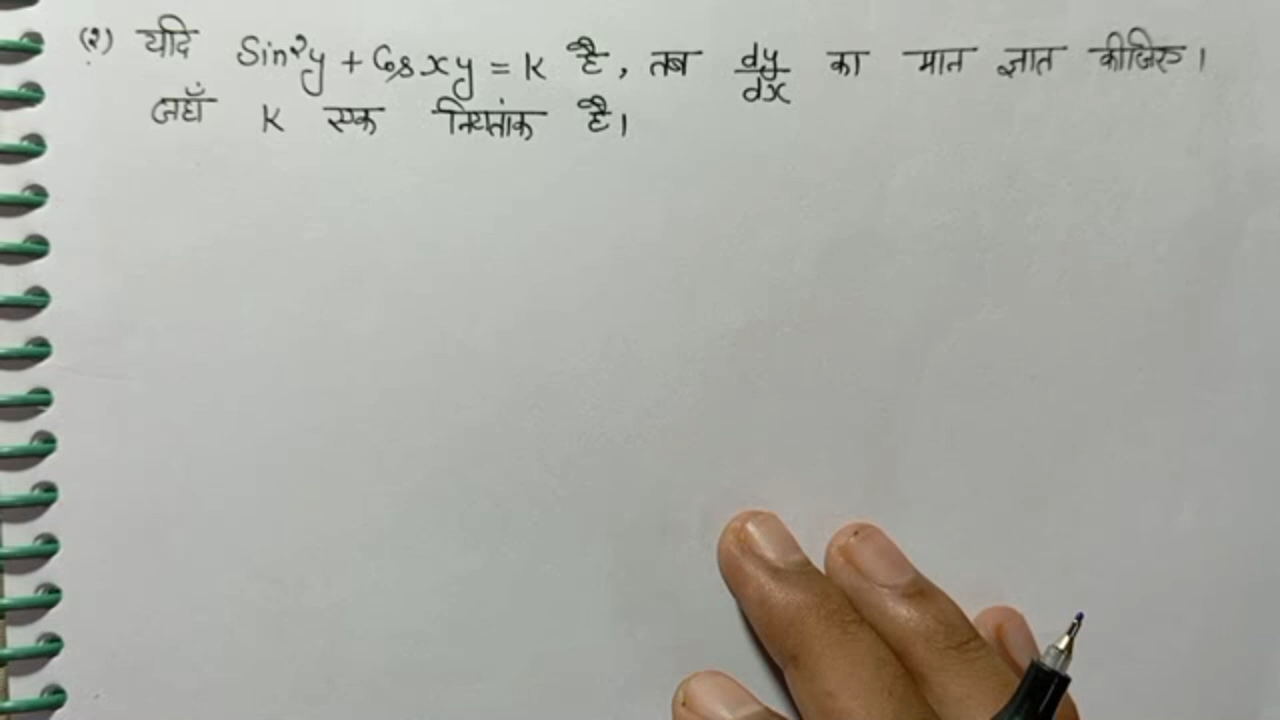 (२) यदि Sin²y + Cos xy = K है, तब dy/dx का मान ज्ञात कीजिए।
जहाँ K एक नियतांक है।